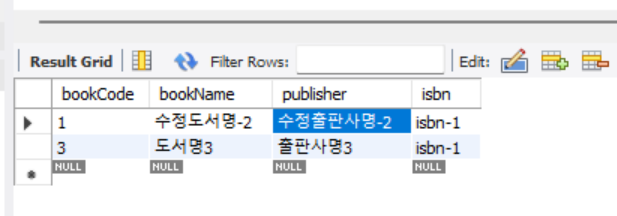 Result Grid Filter Rows: Edit:
bookCode bookName publisher isbn
1 수정도서명-2 수정출판사명-2 isbn-1
3 도서명3 출판사명3 isbn-1
NULL NULL NULL NULL